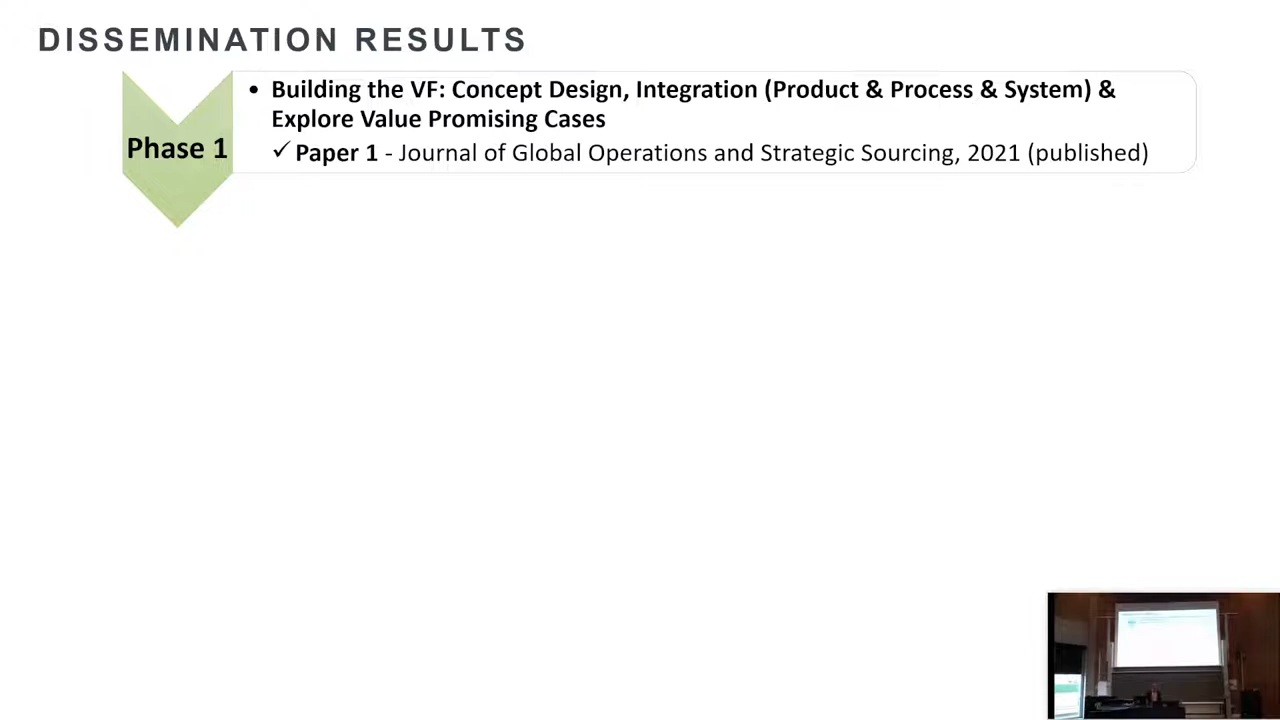 DISSEMINATION RESULTS
Phase 1
• Building the VF: Concept Design, Integration (Product & Process & System) &
Explore Value Promising Cases
✓ Paper 1 - Journal of Global Operations and Strategic Sourcing, 2021 (published)